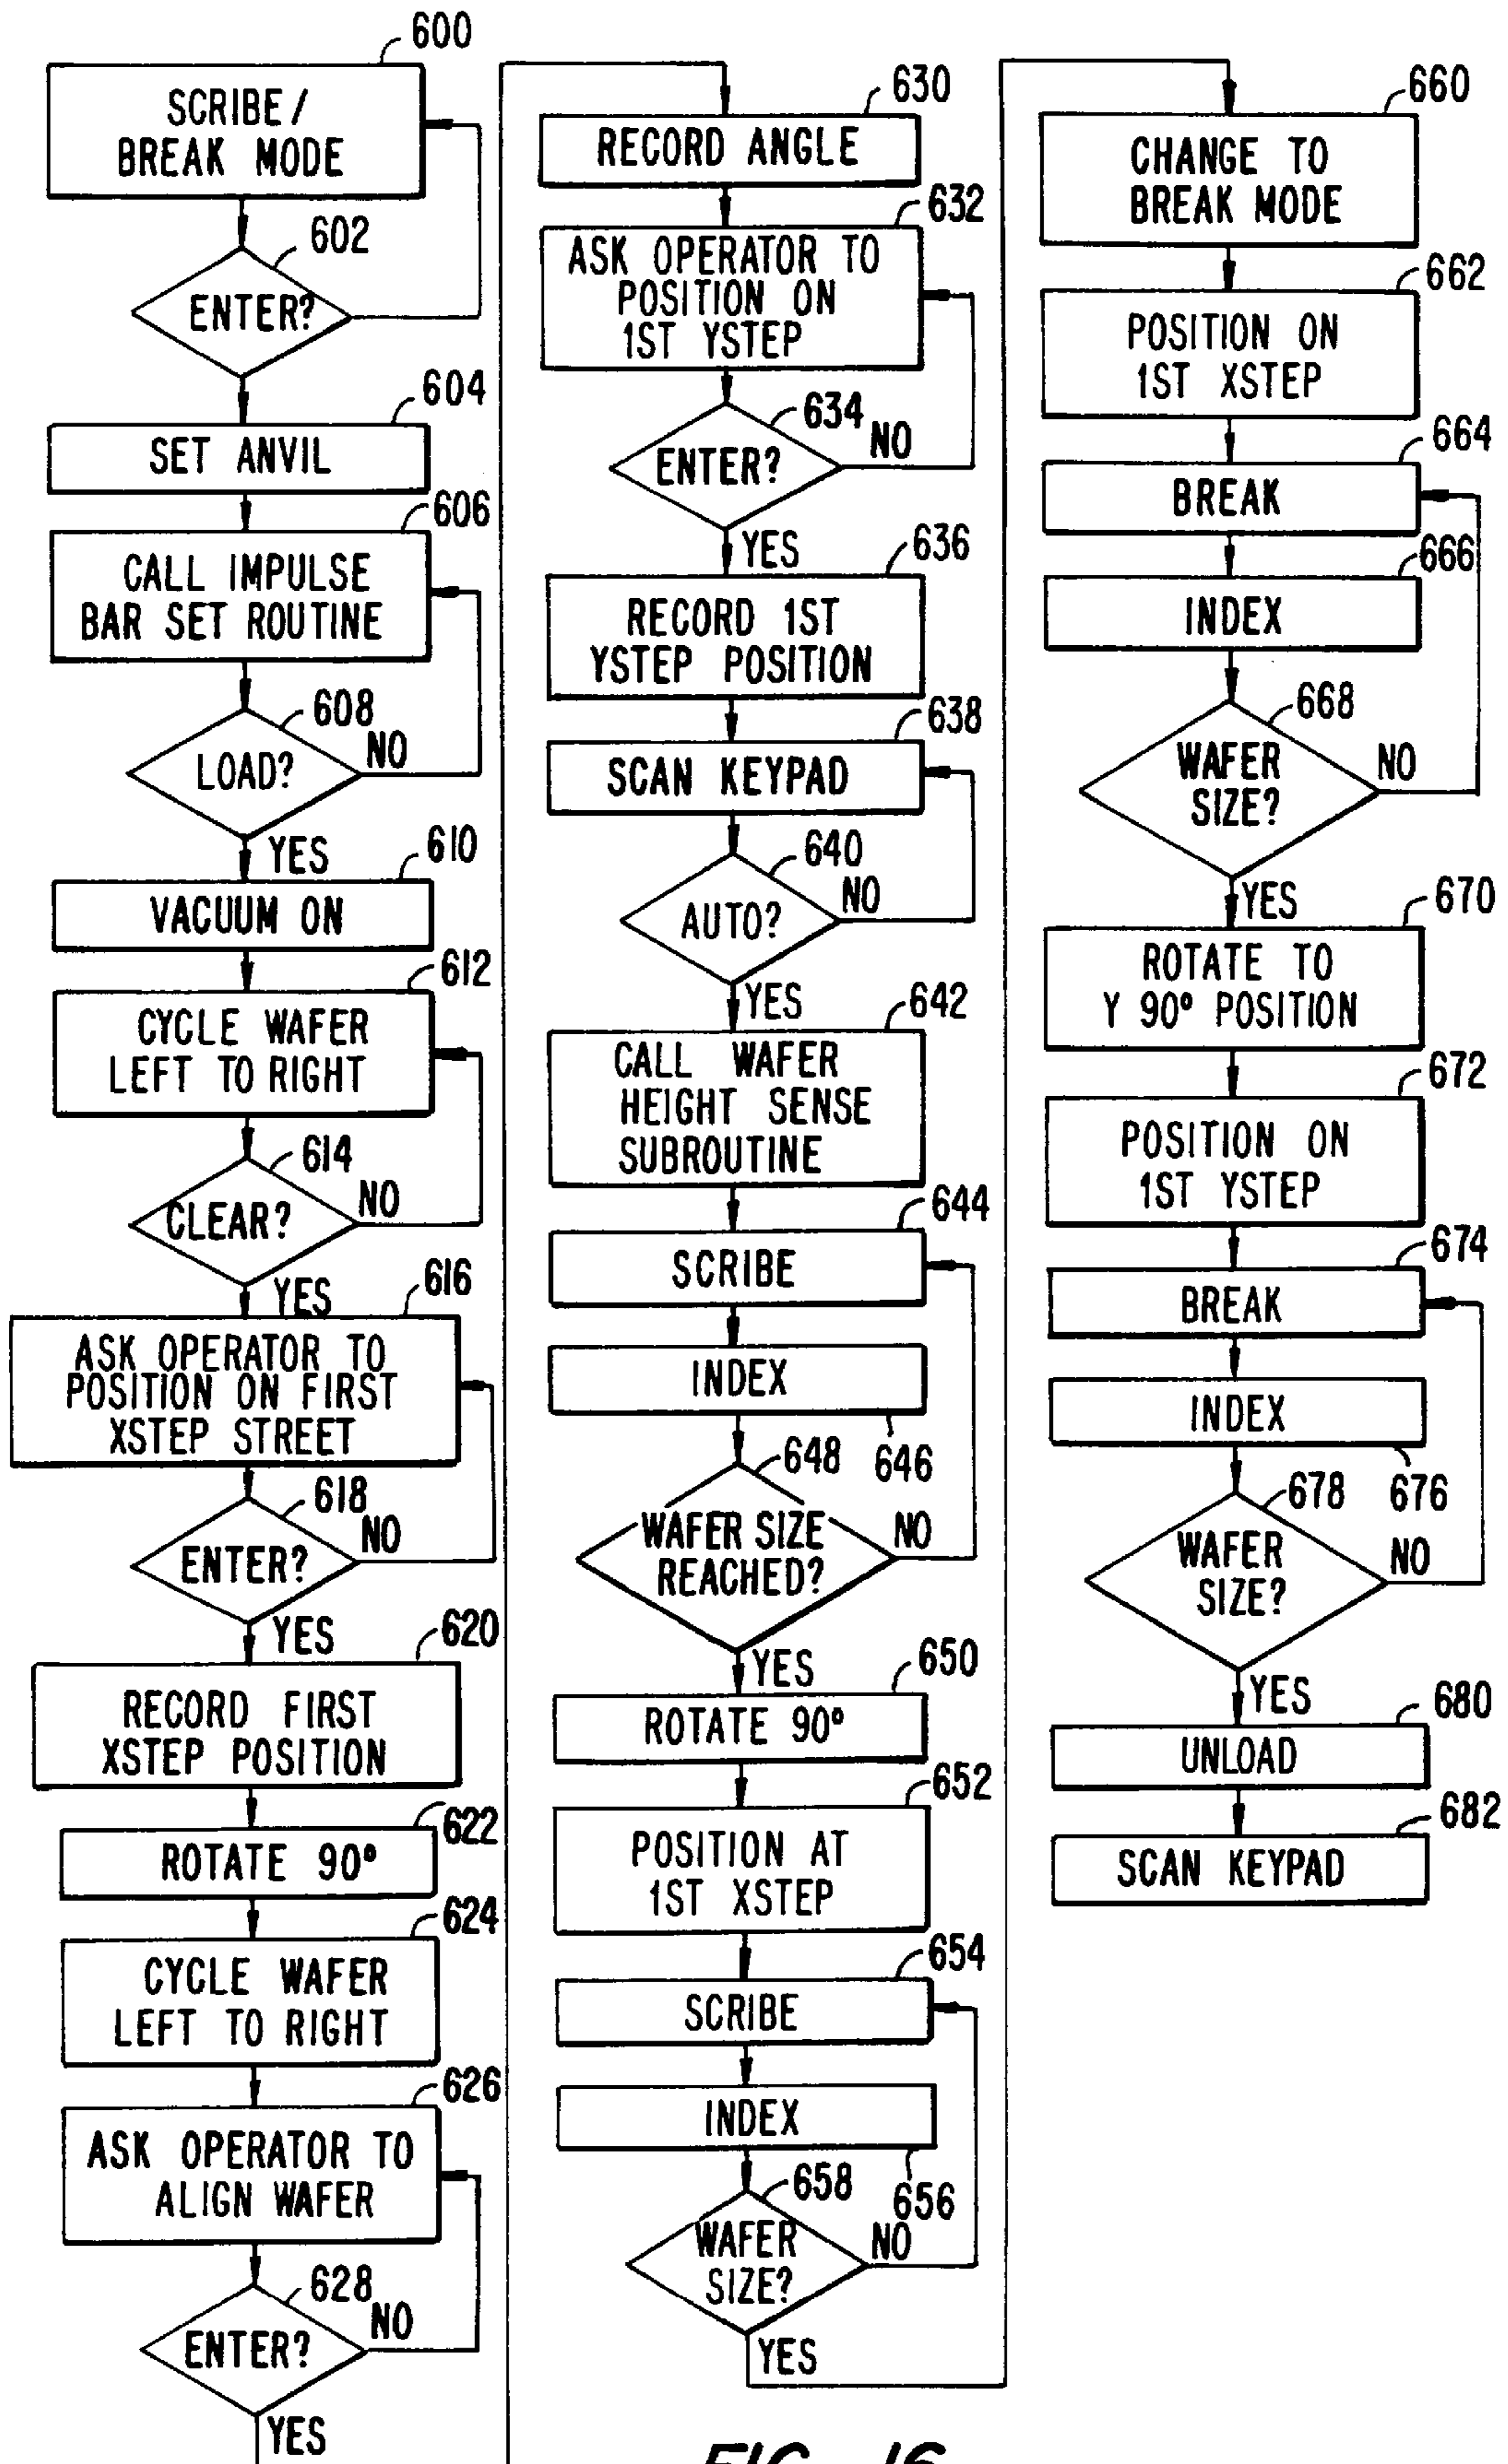 600
SCRIBE/
BREAK MODE
602
ENTER?
604
SET ANVIL
606
CALL IMPULSE
BAR SET ROUTINE
608
LOAD?
NO
YES
610
VACUUM ON
612
CYCLE WAFER
LEFT TO RIGHT
614
CLEAR?
NO
YES
616
ASK OPERATOR TO
POSITION ON FIRST
XSTEP STREET
618
ENTER?
NO
YES
620
RECORD FIRST
XSTEP POSITION
622
ROTATE 90°
624
CYCLE WAFER
LEFT TO RIGHT
626
ASK OPERATOR TO
ALIGN WAFER
628
ENTER?
NO
YES
630
RECORD ANGLE
632
ASK OPERATOR TO
POSITION ON
1ST YSTEP
634
ENTER?
NO
YES
636
RECORD 1ST
YSTEP POSITION
638
SCAN KEYPAD
640
AUTO?
NO
YES
642
CALL WAFER
HEIGHT SENSE
SUBROUTINE
644
SCRIBE
INDEX
646
648
WAFER SIZE
REACHED?
NO
YES
650
ROTATE 90°
652
POSITION AT
1ST XSTEP
654
SCRIBE
INDEX
656
658
WAFER
SIZE?
NO
YES
660
CHANGE TO
BREAK MODE
662
POSITION ON
1ST XSTEP
664
BREAK
666
INDEX
668
WAFER
SIZE?
NO
YES
670
ROTATE TO
Y 90° POSITION
672
POSITION ON
1ST YSTEP
674
BREAK
INDEX
676
678
WAFER
SIZE?
NO
YES
680
UNLOAD
682
SCAN KEYPAD